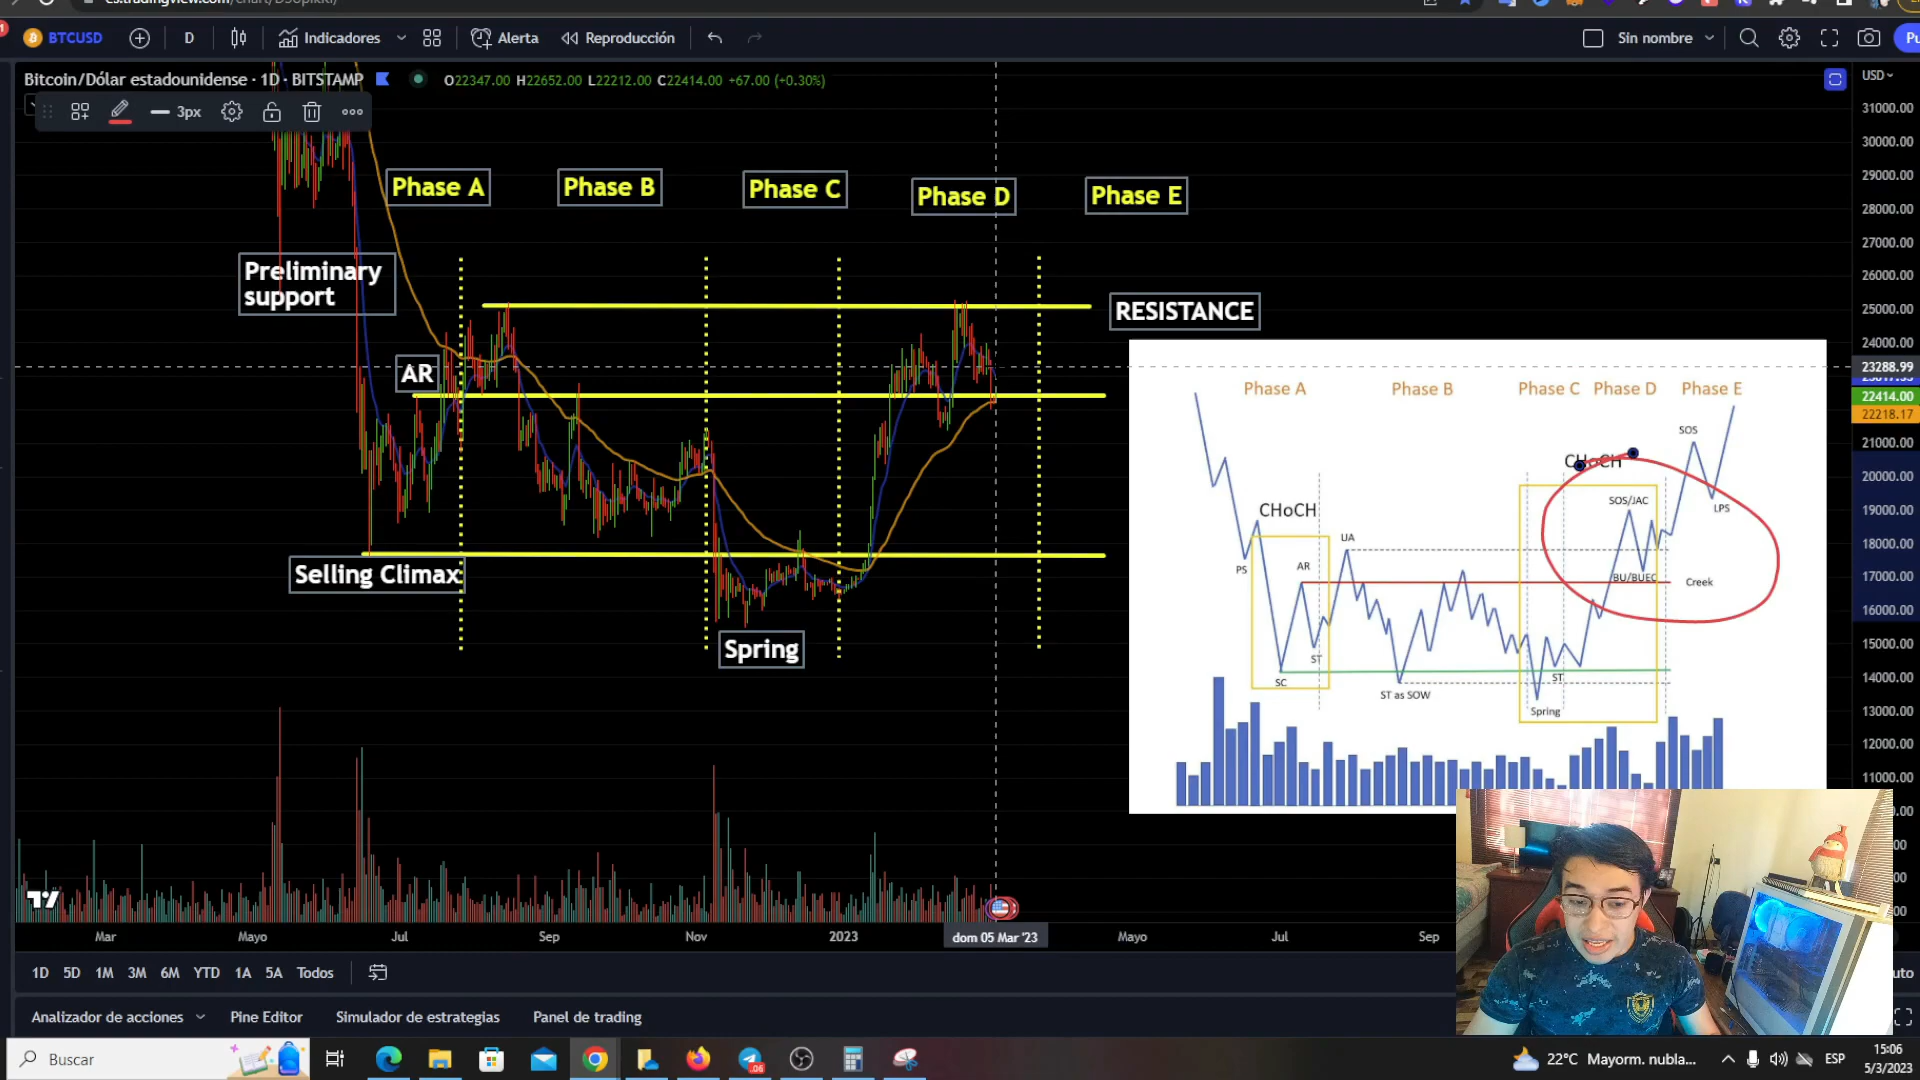 BTCUSD
D
Indicadores
Alerta
Reproducción
Sin nombre
Bitcoin/Dólar estadounidense · 1D · BITSTAMP
O22347.00 H22652.00 L22212.00 C22414.00 +67.00 (+0.30%)
USD
3px
31000.00
30000.00
29000.00
28000.00
27000.00
26000.00
25000.00
24000.00
23288.99
22414.00
22218.17
21000.00
20000.00
19000.00
18000.00
17000.00
16000.00
15000.00
14000.00
13000.00
12000.00
11000.00
Phase A
Phase B
Phase C
Phase D
Phase E
Preliminary
support
RESISTANCE
AR
Selling Climax
Spring
Phase A
Phase B
Phase C
Phase D
Phase E
SOS
CHoCH
SOS/JAC
LPS
CHoCH
UA
PS
AR
BU/BUEC
Creek
ST
SC
ST as SOW
ST
Spring
Mar
Mayo
Jul
Sep
Nov
2023
dom 05 Mar '23
Mayo
Jul
Sep
1D
5D
1M
3M
6M
YTD
1A
5A
Todos
Analizador de acciones
Pine Editor
Simulador de estrategias
Panel de trading
Buscar
22°C Mayorm. nubla...
ESP
15:06
5/3/2023